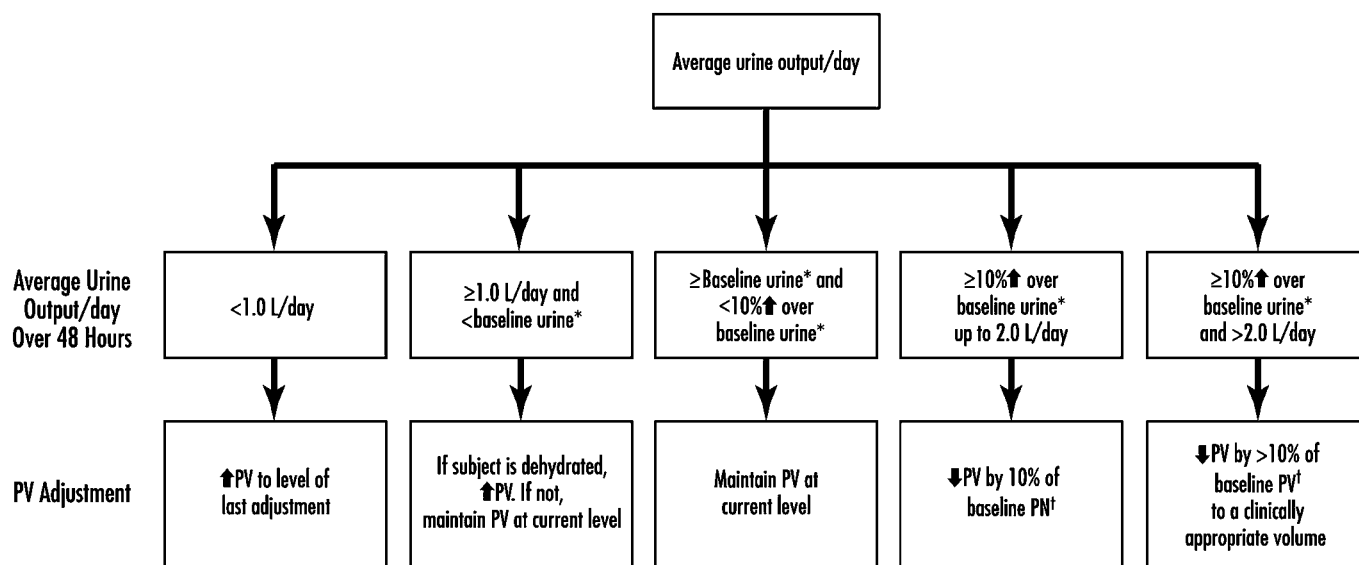 Average urine output/day
Average Urine
Output/day
Over 48 Hours
<1.0 L/day
≥1.0 L/day and
<baseline urine*
≥Baseline urine* and
<10%⬆ over
baseline urine*
≥10%⬆ over
baseline urine*
up to 2.0 L/day
≥10%⬆ over
baseline urine*
and >2.0 L/day
PV Adjustment
⬆PV to level of
last adjustment
If subject is dehydrated,
⬆PV. If not,
maintain PV at current level
Maintain PV at
current level
⬇PV by 10% of
baseline PN†
⬇PV by >10% of
baseline PV†
to a clinically
appropriate volume